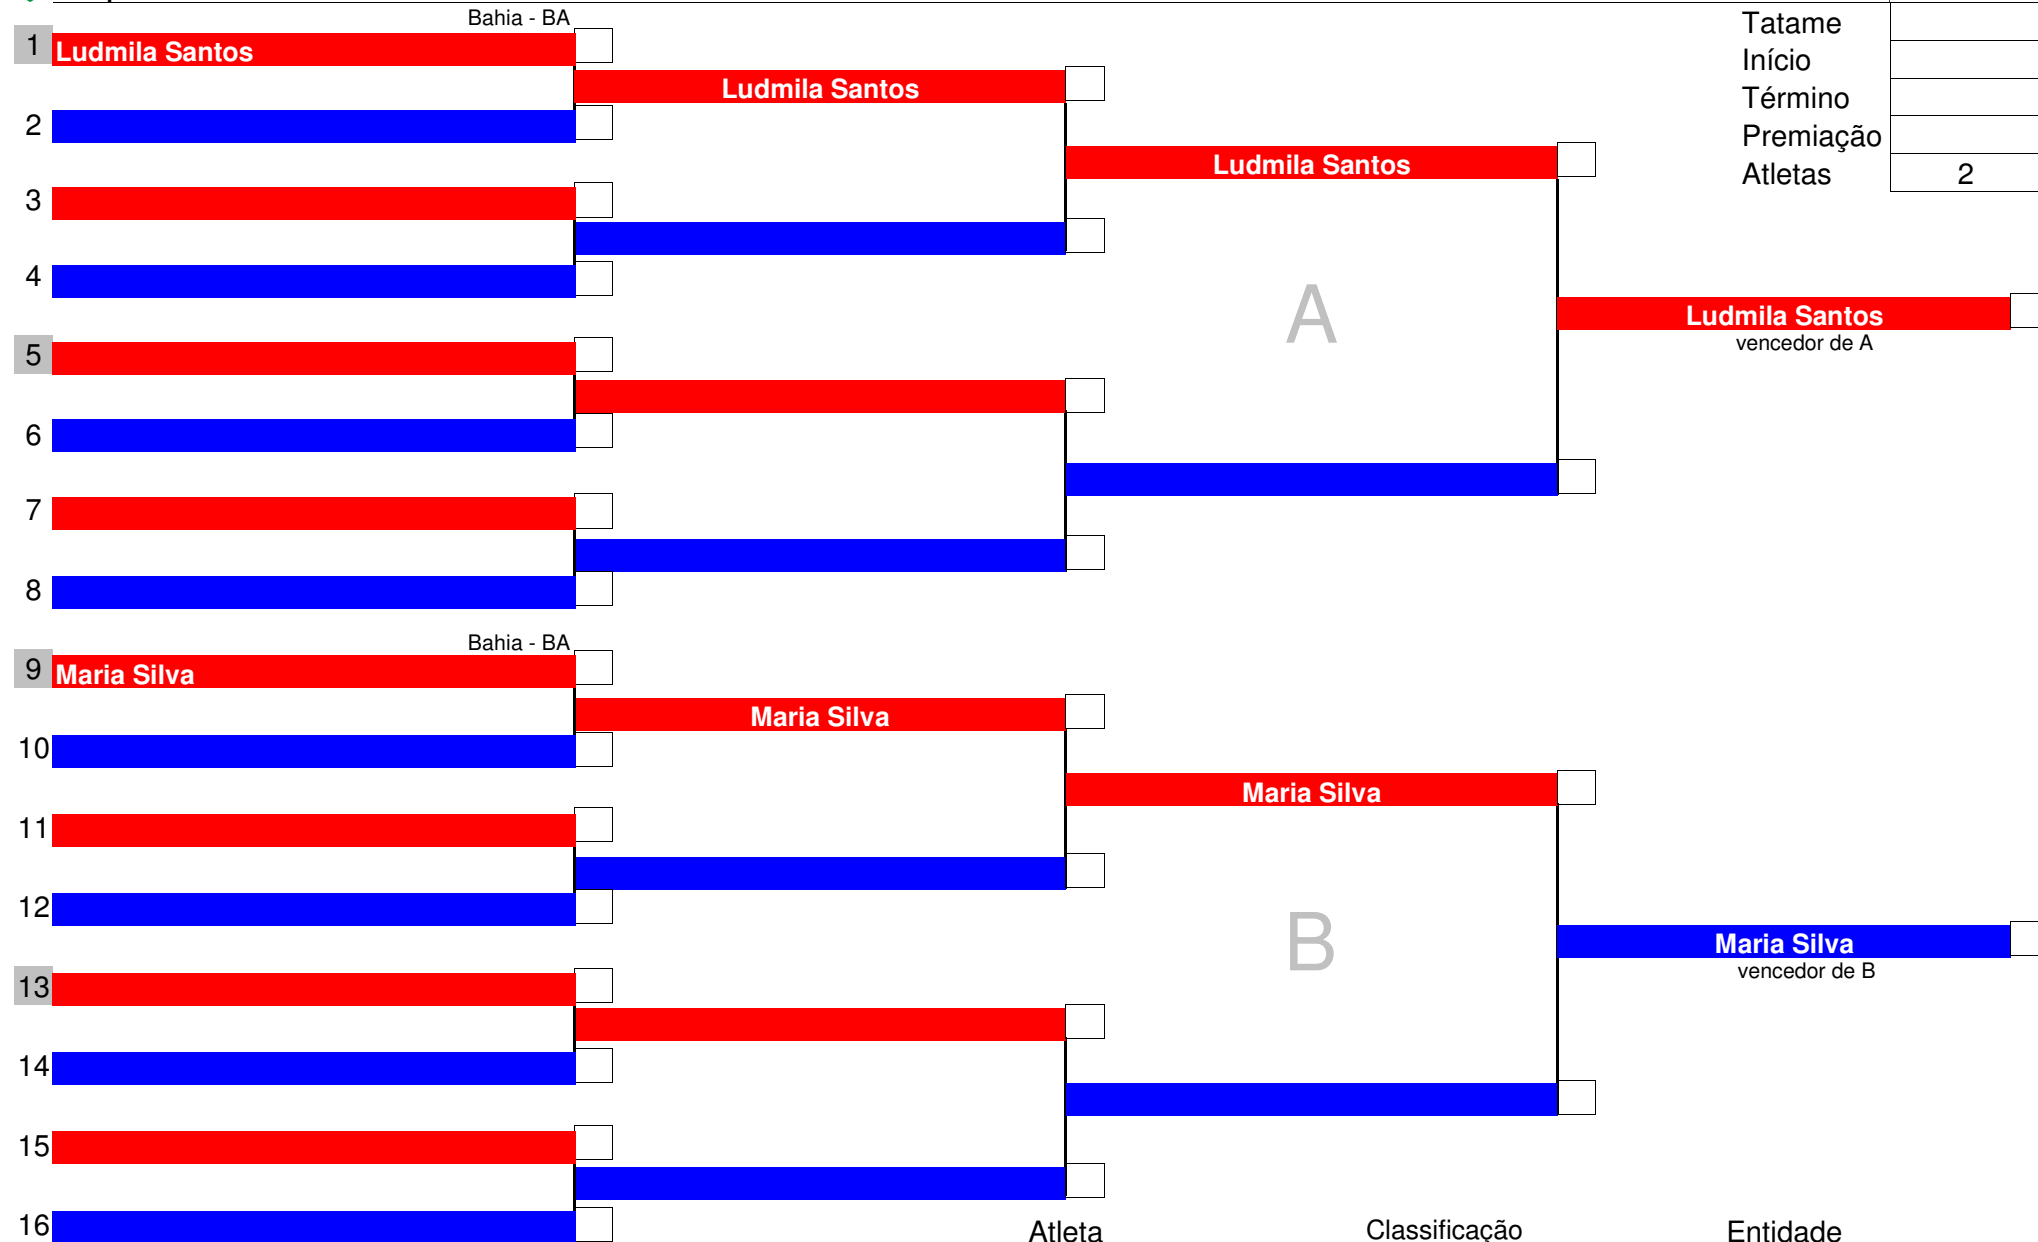 Bahia - BA
1 Ludmila Santos
Ludmila Santos
2
Ludmila Santos
3
4
Ludmila Santos
vencedor de A
A
5
6
7
8
Bahia - BA
9 Maria Silva
Maria Silva
10
Maria Silva
11
12
B
Maria Silva
vencedor de B
13
14
15
16
Tatame
Início
Término
Premiação
Atletas 2
Atleta Classificação Entidade